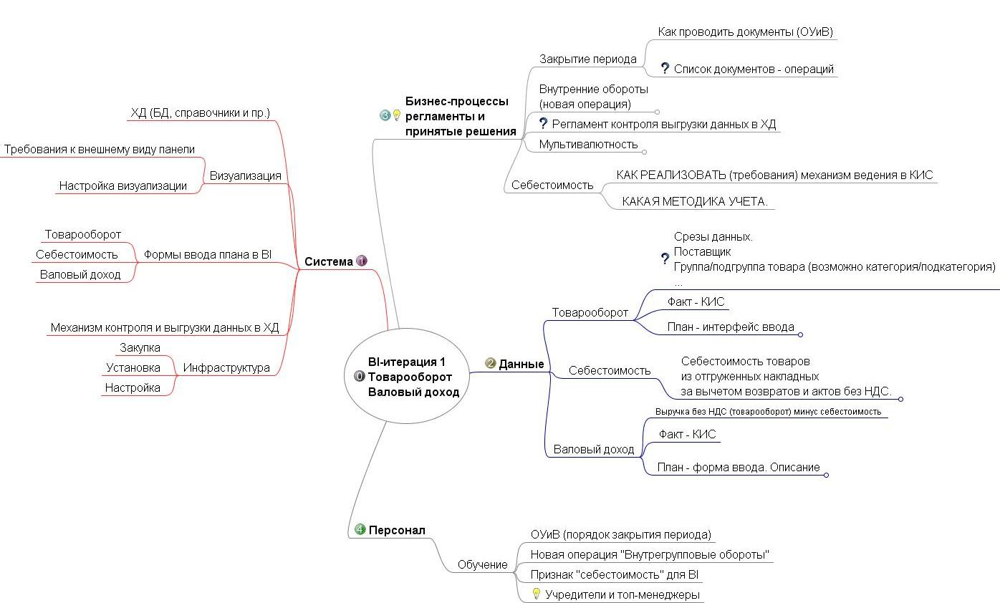 0
BI-итерация 1
Товарооборот
Валовый доход
Система 1
ХД (БД, справочники и пр.)
Визуализация
Требования к внешнему виду панели
Настройка визуализации
Формы ввода плана в BI
Товарооборот
Себестоимость
Валовый доход
Механизм контроля и выгрузки данных в ХД
Инфраструктура
Закупка
Установка
Настройка
2 Данные
Товарооборот
? Срезы данных.
Поставщик
Группа/подгруппа товара (возможно категория/подкатегория)
...
Факт - КИС
План - интерфейс ввода
Себестоимость
Себестоимость товаров
из отгруженных накладных
за вычетом возвратов и актов без НДС.
Валовый доход
Выручка без НДС (товарооборот) минус себестоимость
Факт - КИС
План - форма ввода. Описание
3 Бизнес-процессы
регламенты и
принятые решения
Закрытие периода
Как проводить документы (ОУиВ)
? Список документов - операций
Внутренние обороты
(новая операция)
? Регламент контроля выгрузки данных в ХД
Мультивалютность
Себестоимость
КАК РЕАЛИЗОВАТЬ (требования) механизм ведения в КИС
КАКАЯ МЕТОДИКА УЧЕТА.
4 Персонал
Обучение
ОУиВ (порядок закрытия периода)
Новая операция "Внутрегрупповые обороты"
Признак "себестоимость" для BI
Учредители и топ-менеджеры